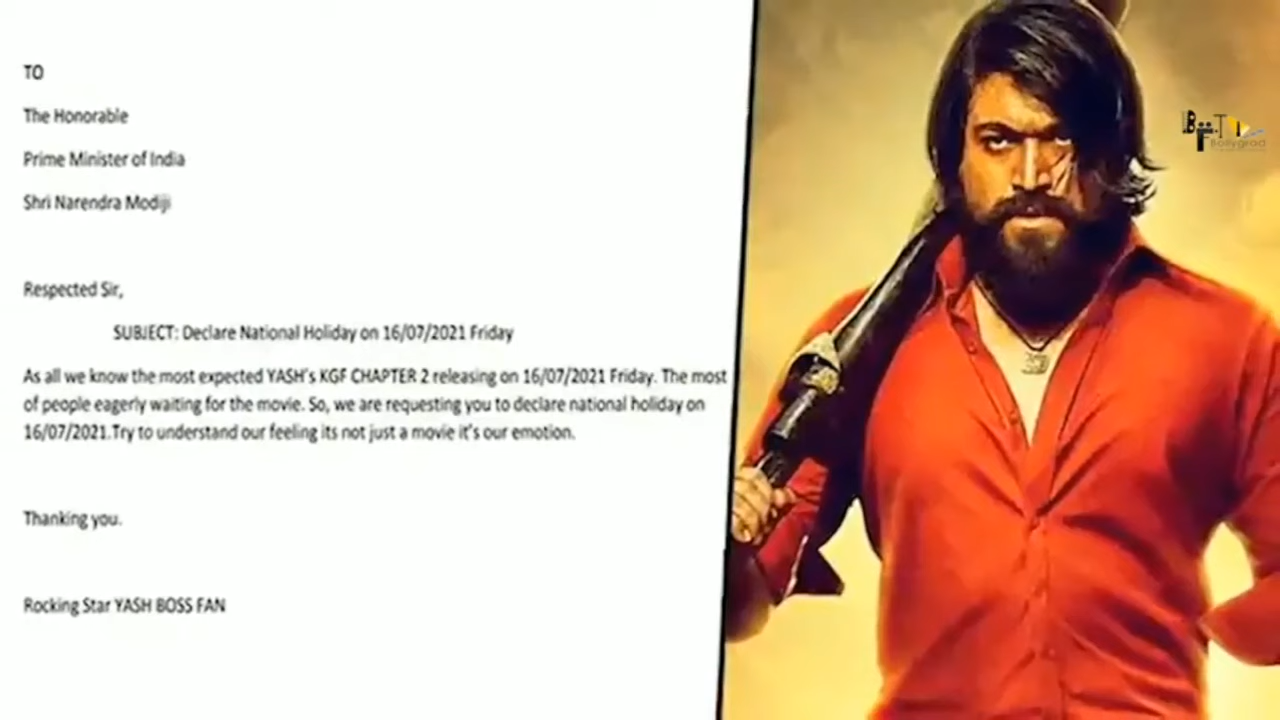 TO
The Honorable
Prime Minister of India
Shri Narendra Modiji
Respected Sir,
SUBJECT: Declare National Holiday on 16/07/2021 Friday
As all we know the most expected YASH's KGF CHAPTER 2 releasing on 16/07/2021 Friday. The most
of people eagerly waiting for the movie. So, we are requesting you to declare national holiday on
16/07/2021.Try to understand our feeling its not just a movie it's our emotion.
Thanking you.
Rocking Star YASH BOSS FAN
Bollygrad